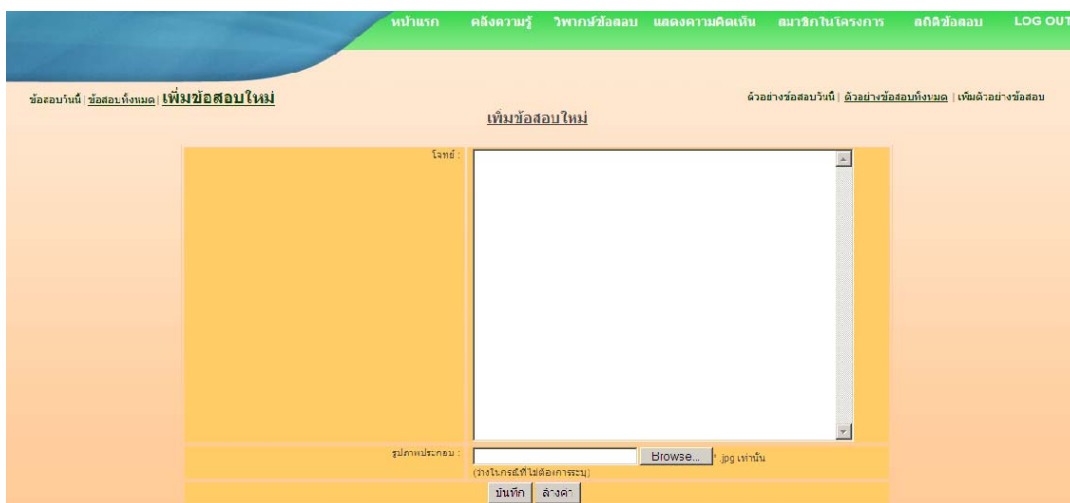 หน้าแรก คลังความรู้ วิพากษ์ข้อสอบ แสดงความคิดเห็น สมาชิกในโครงการ สถิติข้อสอบ LOG OUT
ข้อสอบวันนี้ | ข้อสอบทั้งหมด | เพิ่มข้อสอบใหม่
ตัวอย่างข้อสอบวันนี้ | ตัวอย่างข้อสอบทั้งหมด | เพิ่มตัวอย่างข้อสอบ
เพิ่มข้อสอบใหม่
โจทย์ :
รูปภาพประกอบ : Browse... * .jpg เท่านั้น
(ว่างในกรณีที่ไม่ต้องการระบุ)
บันทึก ล้างค่า